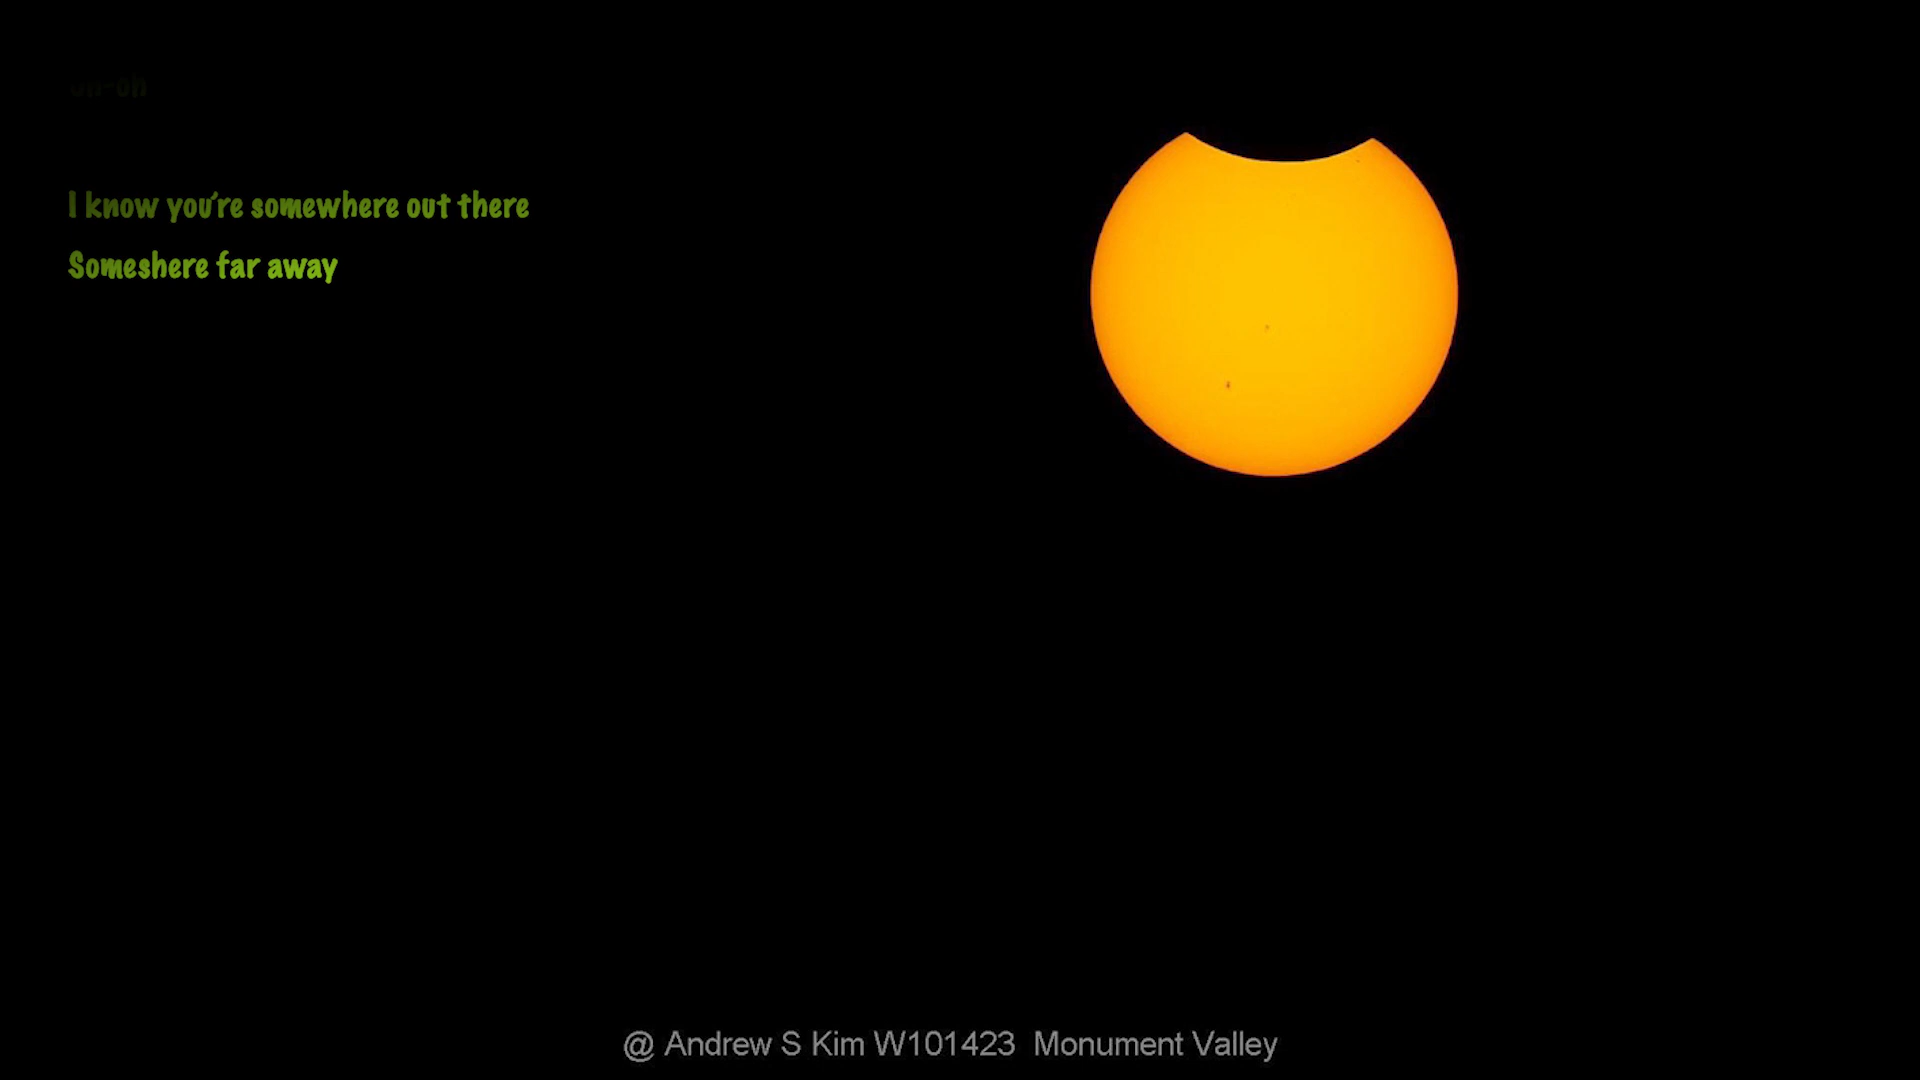 I know you're somewhere out there
Someshere far away
@ Andrew S Kim W101423  Monument Valley